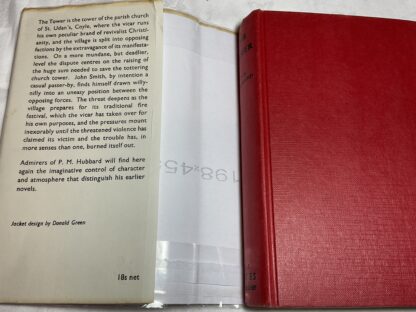 The Tower is the tower of the parish church
of St. Udan's, Coyle, where the vicar runs
his own peculiar brand of revivalist Christi-
anity, and the village is split into opposing
factions by the extravagance of its manifesta-
tions. On a more mundane, but deadlier,
level the dispute centres on the raising of
the huge sum needed to save the tottering
church tower. John Smith, by intention a
casual passer-by, finds himself drawn willy-
nilly into an uneasy position between the
opposing forces. The threat deepens as the
village prepares for its traditional fire
festival, which the vicar has taken over for
his own purposes, and the pressures mount
inexorably until the threatened violence has
claimed its victim and the trouble has, in
more senses than one, burned itself out.
Admirers of P. M. Hubbard will find here
again the imaginative control of character
and atmosphere that distinguish his earlier
novels.
Jacket design by Donald Green
18s net
198x45